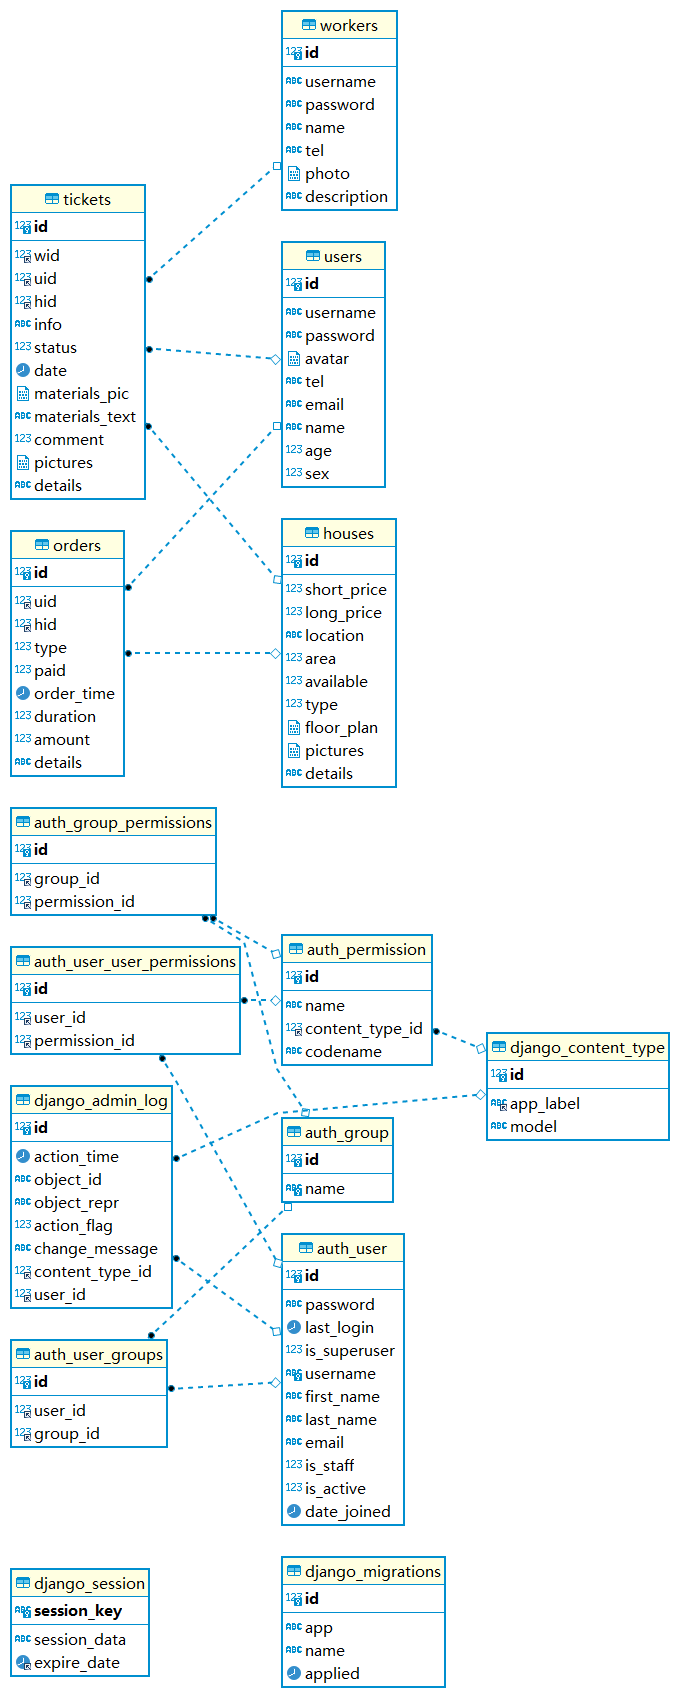 workers
id
username
password
name
tel
photo
description
tickets
id
wid
uid
hid
info
status
date
materials_pic
materials_text
comment
pictures
details
users
id
username
password
avatar
tel
email
name
age
sex
orders
id
uid
hid
type
paid
order_time
duration
amount
details
houses
id
short_price
long_price
location
area
available
type
floor_plan
pictures
details
auth_group_permissions
id
group_id
permission_id
auth_user_user_permissions
id
user_id
permission_id
auth_permission
id
name
content_type_id
codename
django_content_type
id
app_label
model
django_admin_log
id
action_time
object_id
object_repr
action_flag
change_message
content_type_id
user_id
auth_group
id
name
auth_user
id
password
last_login
is_superuser
username
first_name
last_name
email
is_staff
is_active
date_joined
auth_user_groups
id
user_id
group_id
django_session
session_key
session_data
expire_date
django_migrations
id
app
name
applied